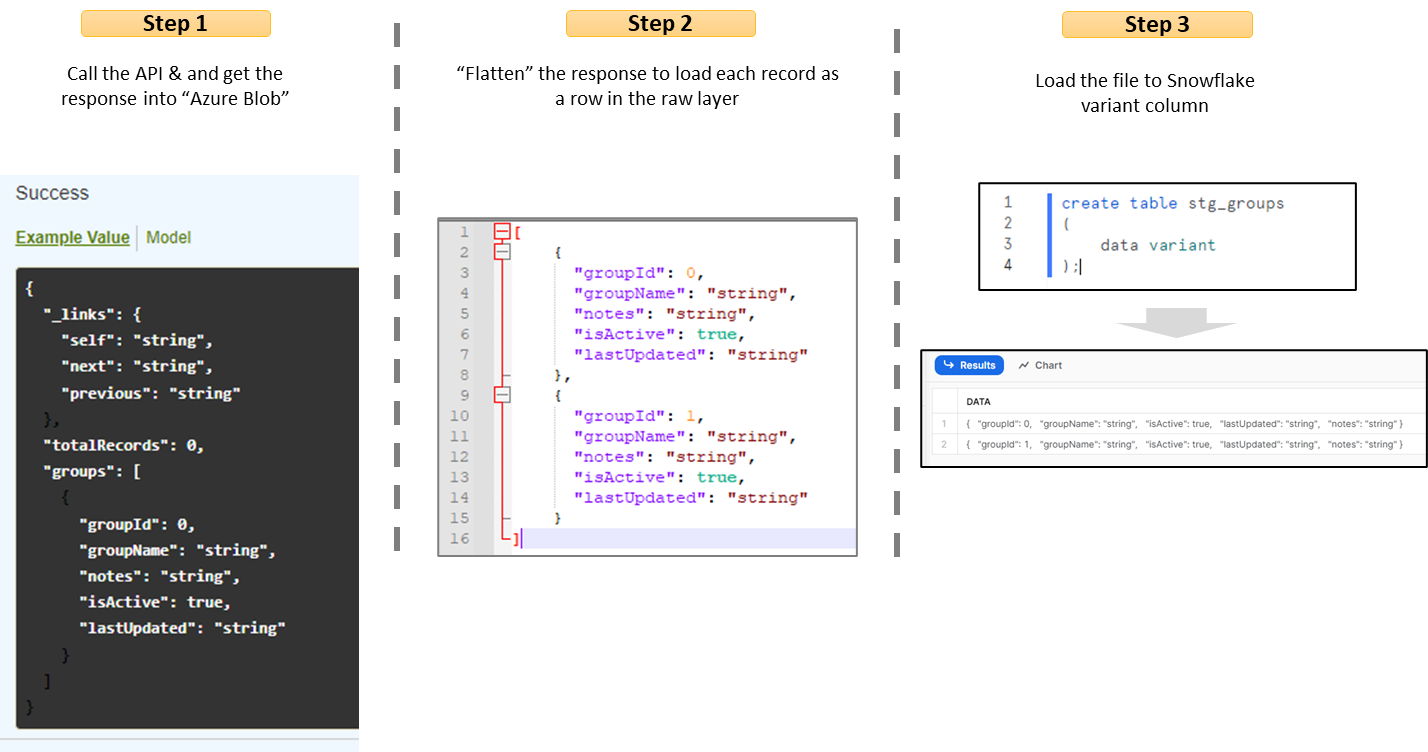 Step 1
Call the API & and get the
response into “Azure Blob”
Success
Example Value Model
{
"_links": {
"self": "string",
"next": "string",
"previous": "string"
},
"totalRecords": 0,
"groups": [
{
"groupId": 0,
"groupName": "string",
"notes": "string",
"isActive": true,
"lastUpdated": "string"
}
]
}
Step 2
“Flatten” the response to load each record as
a row in the raw layer
1 [
2 {
3 "groupId": 0,
4 "groupName": "string",
5 "notes": "string",
6 "isActive": true,
7 "lastUpdated": "string"
8 },
9 {
10 "groupId": 1,
11 "groupName": "string",
12 "notes": "string",
13 "isActive": true,
14 "lastUpdated": "string"
15 }
16 ]
Step 3
Load the file to Snowflake
variant column
1 create table stg_groups
2 (
3 data variant
4 );
Results Chart
DATA
1 { "groupId": 0, "groupName": "string", "isActive": true, "lastUpdated": "string", "notes": "string" }
2 { "groupId": 1, "groupName": "string", "isActive": true, "lastUpdated": "string", "notes": "string" }